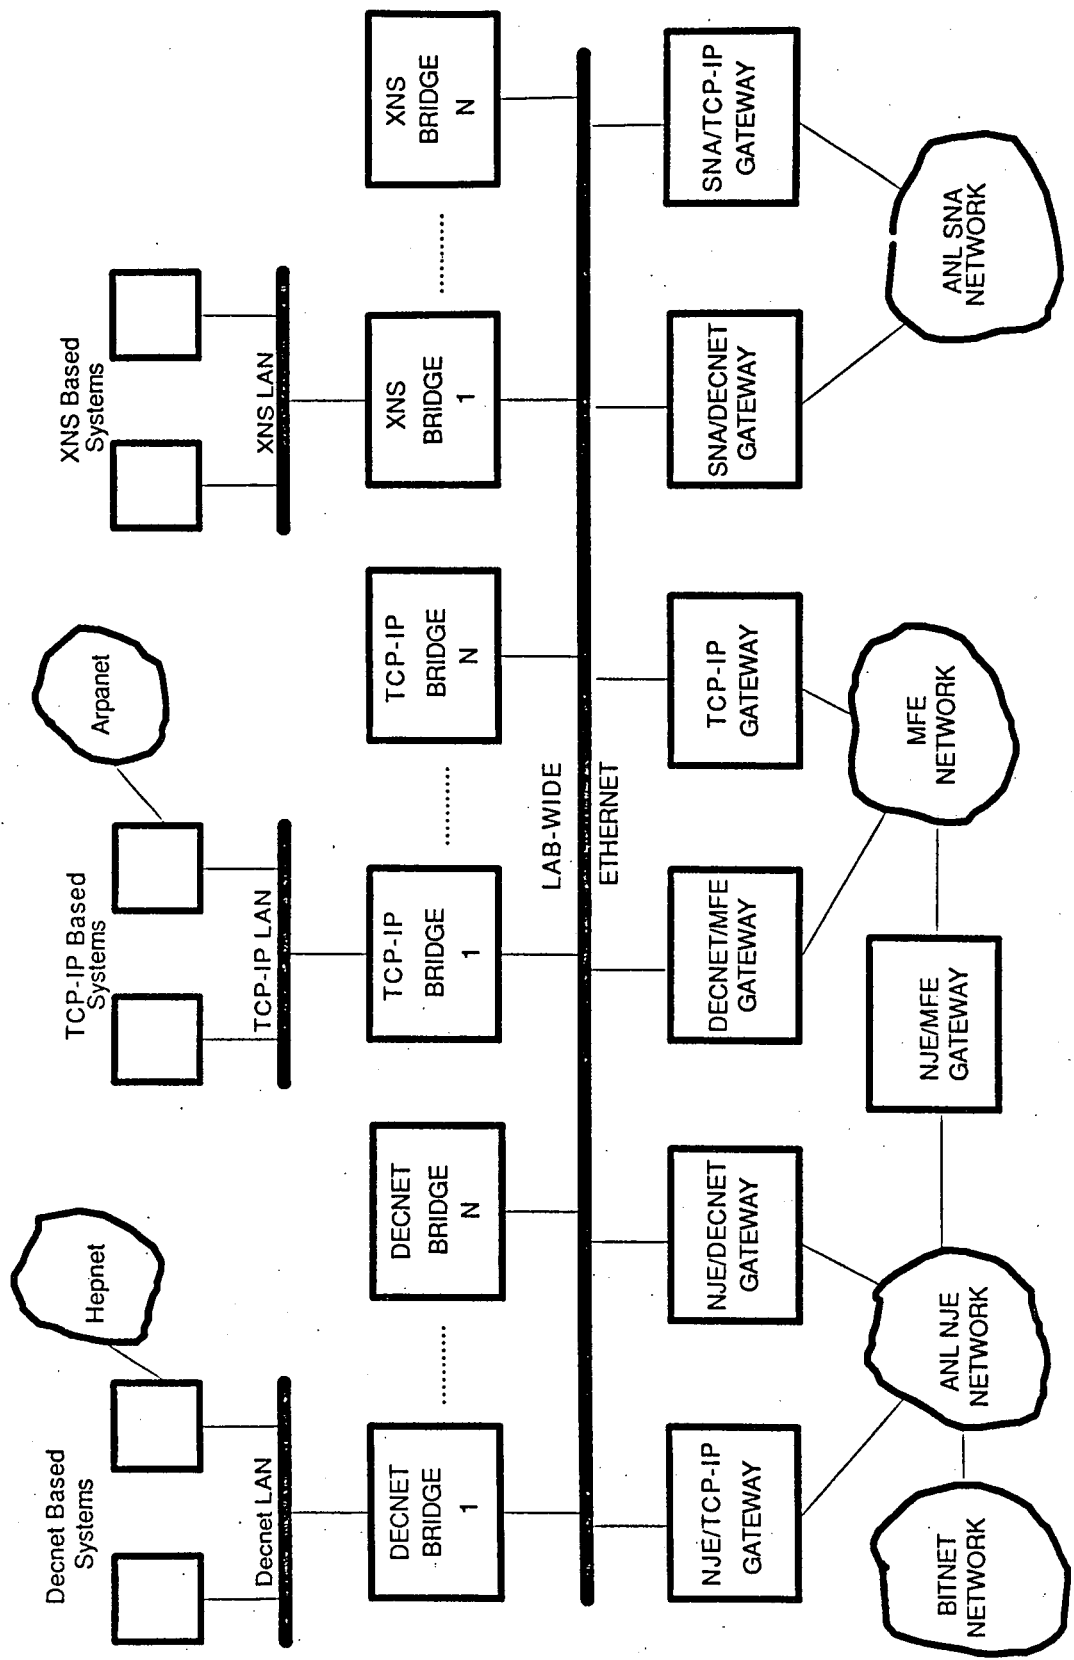 Decnet Based
Systems
Hepnet
TCP-IP Based
Systems
Arpanet
XNS Based
Systems
Decnet LAN
TCP-IP LAN
XNS LAN
DECNET
BRIDGE
1
..........
DECNET
BRIDGE
N
TCP-IP
BRIDGE
1
..........
TCP-IP
BRIDGE
N
XNS
BRIDGE
1
..........
XNS
BRIDGE
N
LAB-WIDE
ETHERNET
NJE/TCP-IP
GATEWAY
NJE/DECNET
GATEWAY
DECNET/MFE
GATEWAY
TCP-IP
GATEWAY
SNA/DECNET
GATEWAY
SNA/TCP-IP
GATEWAY
BITNET
NETWORK
ANL NJE
NETWORK
NJE/MFE
GATEWAY
MFE
NETWORK
ANL SNA
NETWORK